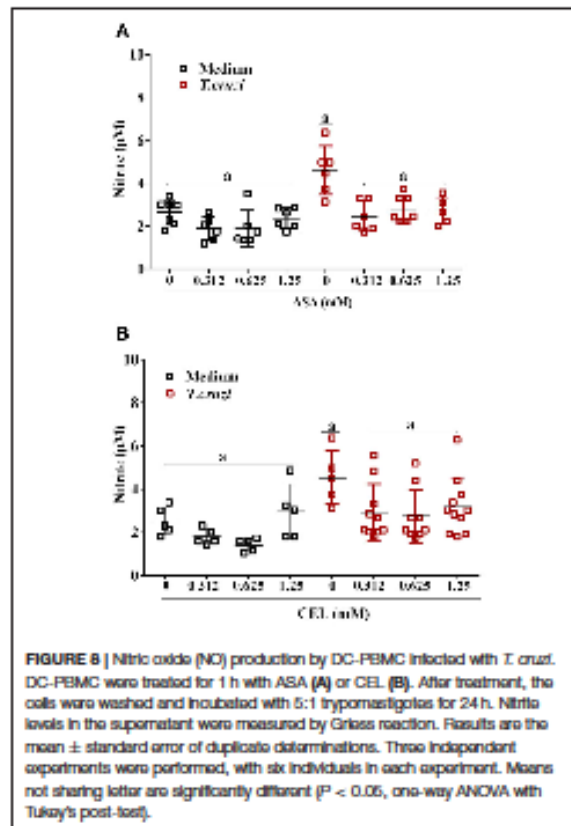 A
10
8
6
4
2
0
Nitric (μM)
Medium
T.cruzi
a
a
a
0 0.312 0.625 1.25 0 0.312 0.625 1.25
ASA (mM)
B
10
8
6
4
2
0
Nitric (μM)
Medium
T.cruzi
a
a
a
0 0.312 0.625 1.25 0 0.312 0.625 1.25
CEL (mM)
FIGURE 8 | Nitric oxide (NO) production by DC-PBMC infected with T. cruzi.
DC-PBMC were treated for 1 h with ASA (A) or CEL (B). After treatment, the
cells were washed and incubated with 5:1 trypomastigotes for 24 h. Nitrite
levels in the supernatant were measured by Griess reaction. Results are the
mean ± standard error of duplicate determinations. Three independent
experiments were performed, with six individuals in each experiment. Means
not sharing letter are significantly different (P < 0.05, one-way ANOVA with
Tukey's post-test).